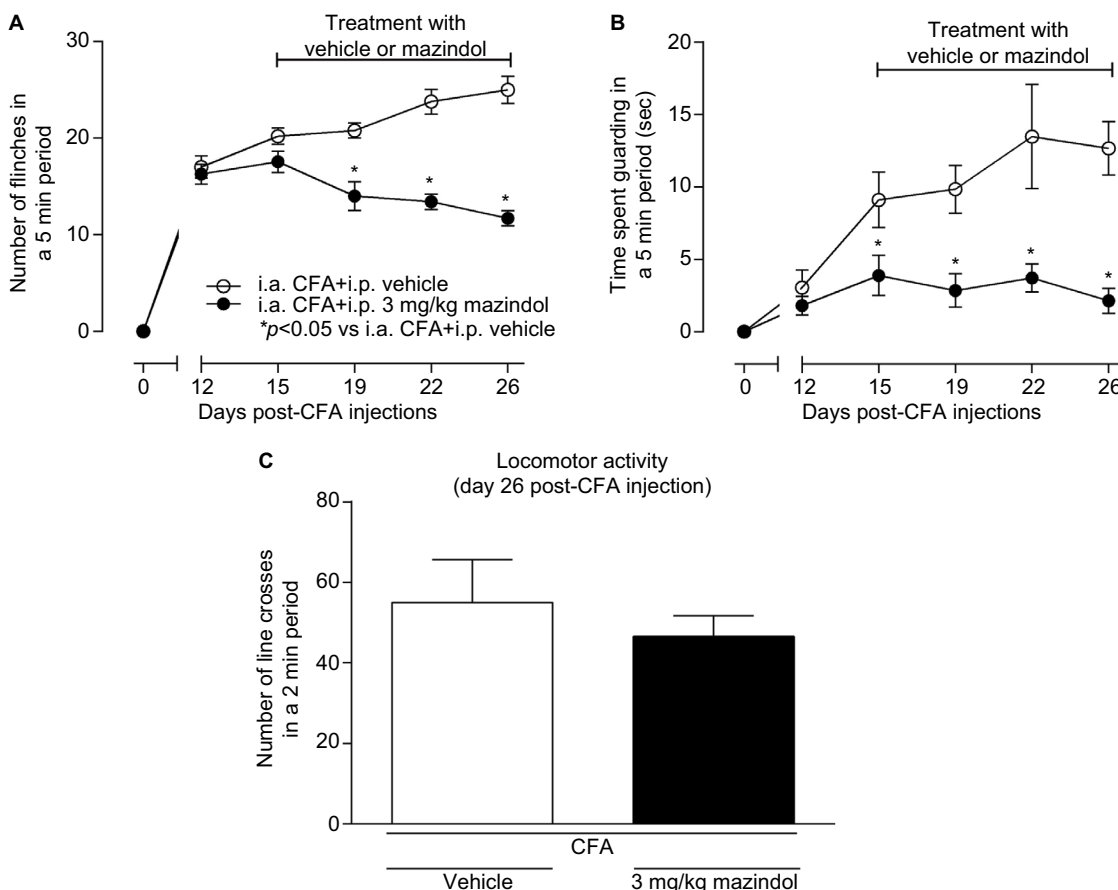 A
Treatment with
vehicle or mazindol
30
20
10
0
Number of flinches in
a 5 min period
*
*
*
i.a. CFA+i.p. vehicle
i.a. CFA+i.p. 3 mg/kg mazindol
*p<0.05 vs i.a. CFA+i.p. vehicle
0 12 15 19 22 26
Days post-CFA injections
B
Treatment with
vehicle or mazindol
20
15
10
5
0
Time spent guarding in
a 5 min period (sec)
*
*
*
*
0 12 15 19 22 26
Days post-CFA injections
C
Locomotor activity
(day 26 post-CFA injection)
80
60
40
20
0
Number of line crosses
in a 2 min period
CFA
Vehicle 3 mg/kg mazindol